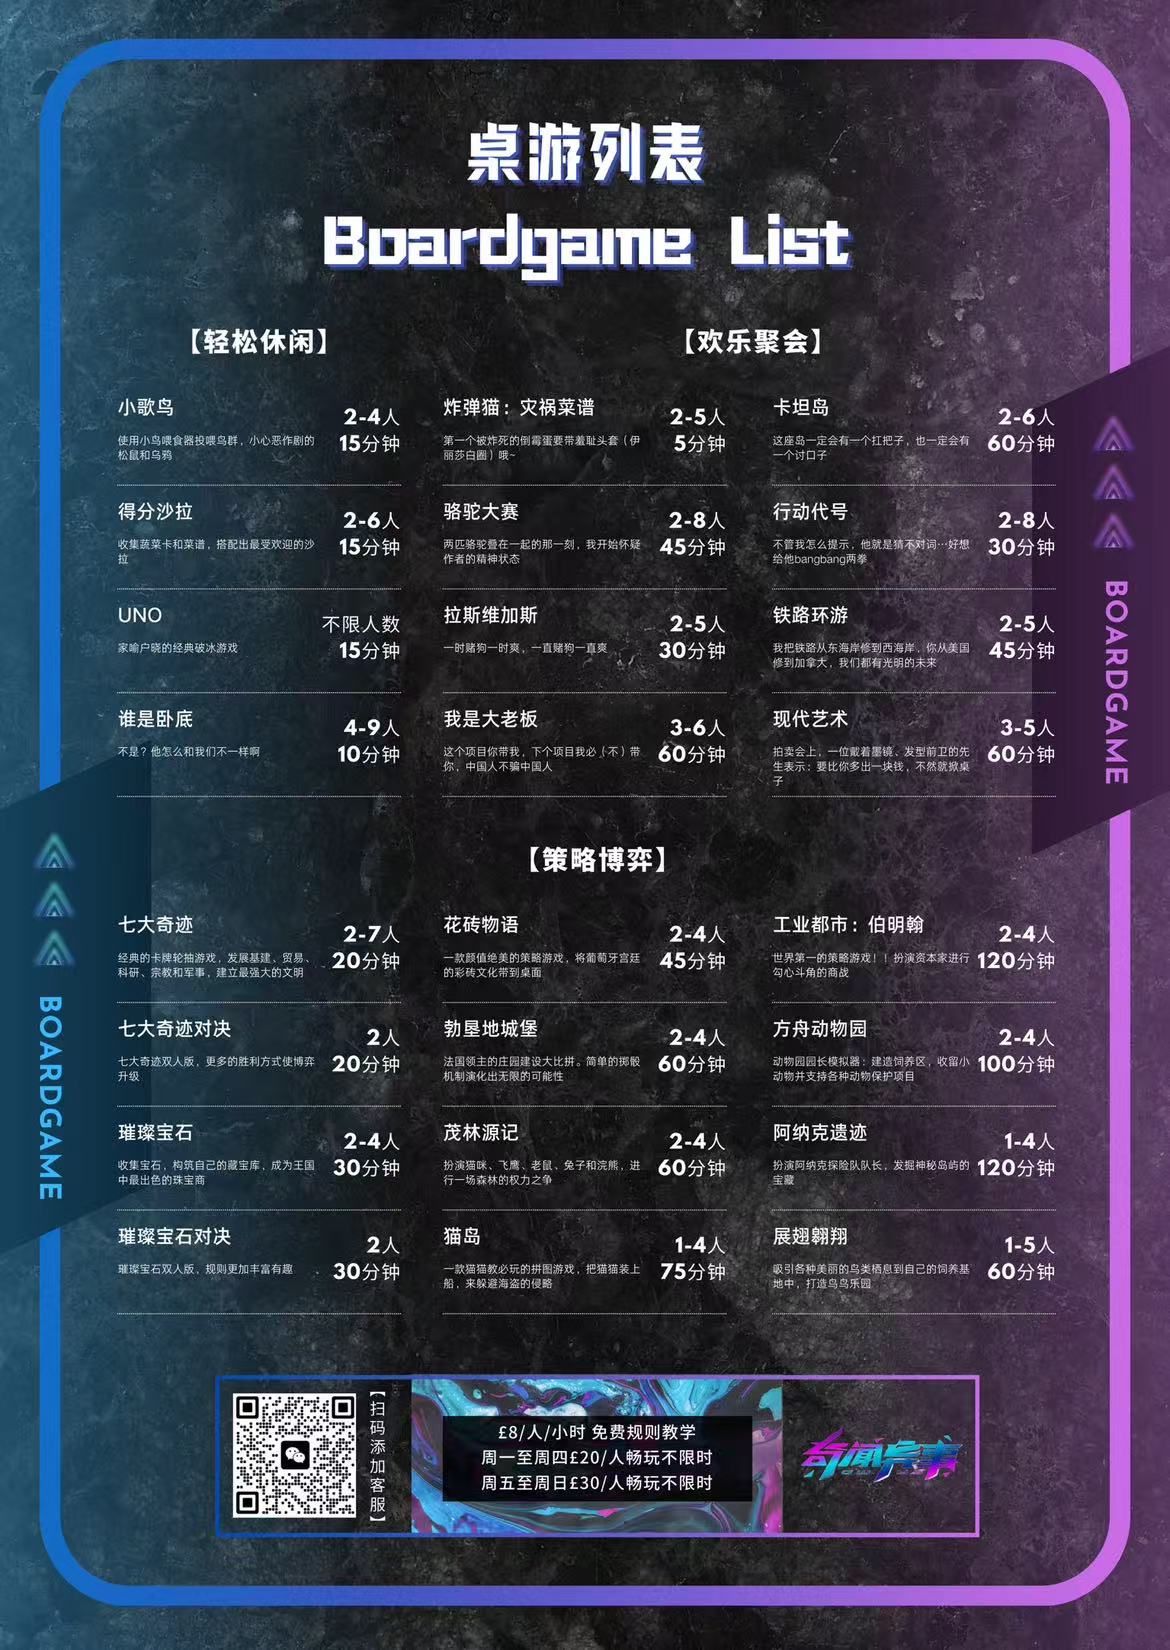 桌游列表
Boardgame List
【轻松休闲】
小歌鸟
2-4人
使用小鸟喂食器投喂鸟群，小心恶作剧的
松鼠和乌鸦
15分钟
得分沙拉
2-6人
收集蔬菜卡和菜谱，搭配出最受欢迎的沙
拉
15分钟
UNO
不限人数
家喻户晓的经典破冰游戏
15分钟
谁是卧底
4-9人
不是？他怎么和我们不一样啊
10分钟
【欢乐聚会】
炸弹猫：灾祸菜谱
2-5人
第一个被炸死的倒霉蛋要带羞耻头套（伊
丽莎白圈）哦~
5分钟
骆驼大赛
2-8人
两匹骆驼叠在一起的那一刻，我开始怀疑
作者的精神状态
45分钟
拉斯维加斯
2-5人
一时赌狗一时爽，一直赌狗一直爽
30分钟
我是大老板
3-6人
这个项目你带我，下个项目我必（不）带
你，中国人不骗中国人
60分钟
卡坦岛
2-6人
这座岛一定会有一个扛把子，也一定会有
一个讨口子
60分钟
行动代号
2-8人
不管我怎么提示，他就是猜不对词…好想
给他bangbang两拳
30分钟
铁路环游
2-5人
我把铁路从东海岸修到西海岸，你从美国
修到加拿大，我们都有光明的未来
45分钟
现代艺术
3-5人
拍卖会上，一位戴着墨镜、发型前卫的先
生表示：要比你多出一块钱，不然就掀桌
子
60分钟
【策略博弈】
七大奇迹
2-7人
经典的卡牌轮抽游戏，发展基建、贸易、
科研、宗教和军事，建立最强大的文明
20分钟
七大奇迹对决
2人
七大奇迹双人版，更多的胜利方式使博弈
升级
20分钟
璀璨宝石
2-4人
收集宝石，构筑自己的藏宝库，成为王国
中最出色的珠宝商
30分钟
璀璨宝石对决
2人
璀璨宝石双人版，规则更加丰富有趣
30分钟
花砖物语
2-4人
一款颜值绝美的策略游戏，将葡萄牙宫廷
的彩砖文化带到桌面
45分钟
勃垦地城堡
2-4人
法国领主的庄园建设大比拼。简单的掷骰
机制演化出无限的可能性
60分钟
茂林源记
2-4人
扮演猫咪、飞鹰、老鼠、兔子和浣熊，进
行一场森林的权力之争
60分钟
猫岛
1-4人
一款猫猫教必玩的拼图游戏，把猫猫装上
船，来躲避海盗的侵略
75分钟
工业都市：伯明翰
2-4人
世界第一的策略游戏！！扮演资本家进行
勾心斗角的商战
120分钟
方舟动物园
2-4人
动物园园长模拟器：建造饲养区，收留小
动物并支持各种动物保护项目
100分钟
阿纳克遗迹
1-4人
扮演阿纳克探险队队长，发掘神秘岛屿的
宝藏
120分钟
展翅翱翔
1-5人
吸引各种美丽的鸟类栖息到自己的饲养基
地中，打造鸟鸟乐园
60分钟
BOARDGAME
BOARDGAME
【扫码添加客服】
£8/人/小时 免费规则教学
周一至周四£20/人畅玩不限时
周五至周日£30/人畅玩不限时
奇闻异事